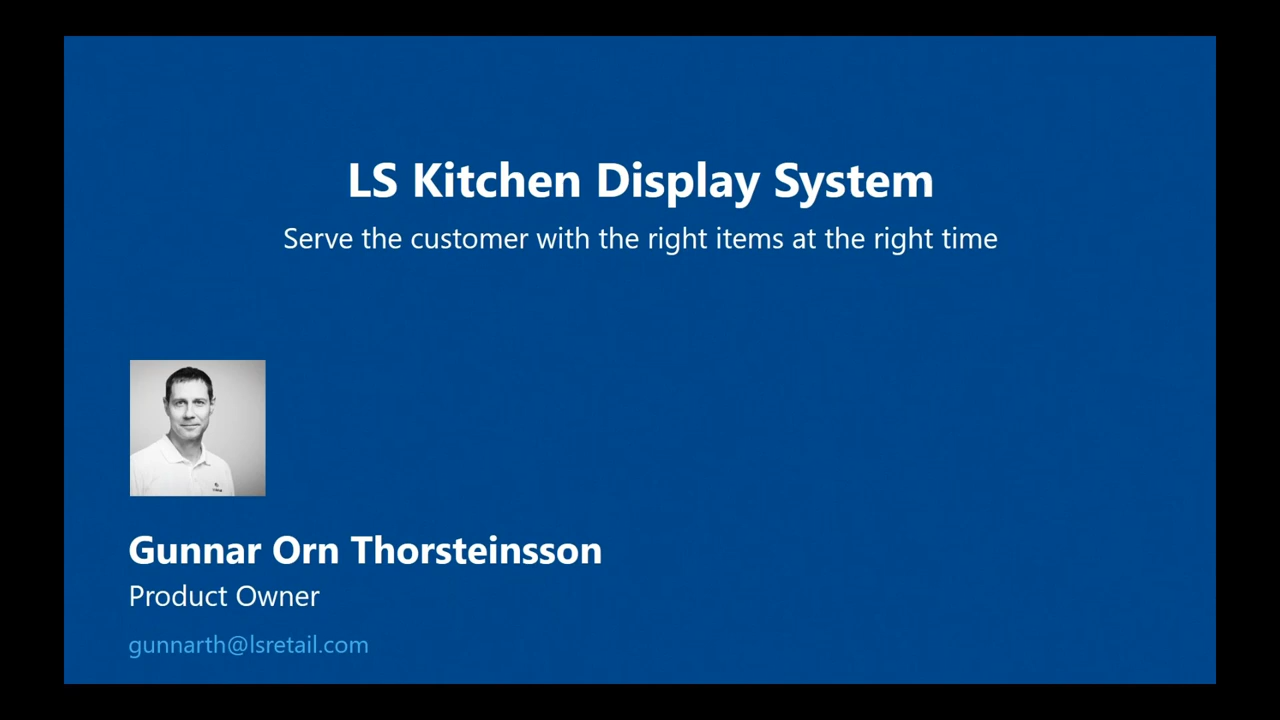 LS Kitchen Display System
Serve the customer with the right items at the right time
Gunnar Orn Thorsteinsson
Product Owner
gunnarth@lsretail.com